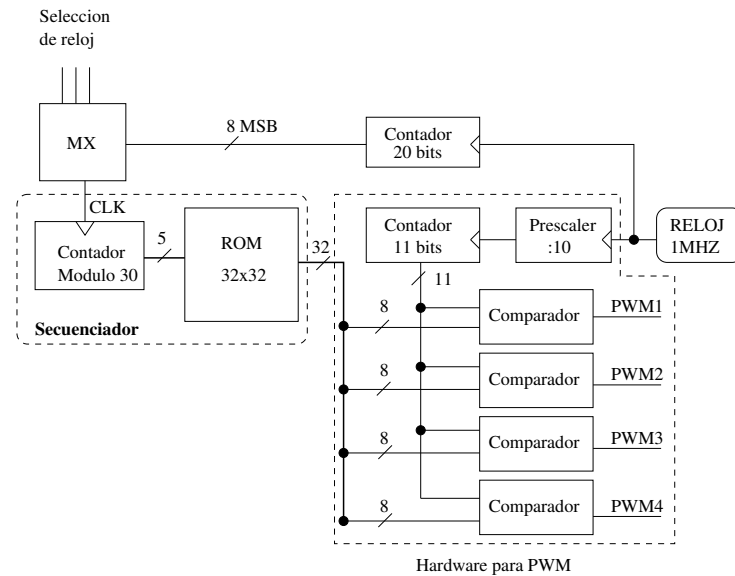 Seleccion
de reloj
MX
8 MSB
Contador
20 bits
CLK
Contador
Modulo 30
5
ROM
32x32
32
Secuenciador
Contador
11 bits
Prescaler
:10
RELOJ
1MHZ
11
8
Comparador
PWM1
8
Comparador
PWM2
8
Comparador
PWM3
8
Comparador
PWM4
Hardware para PWM